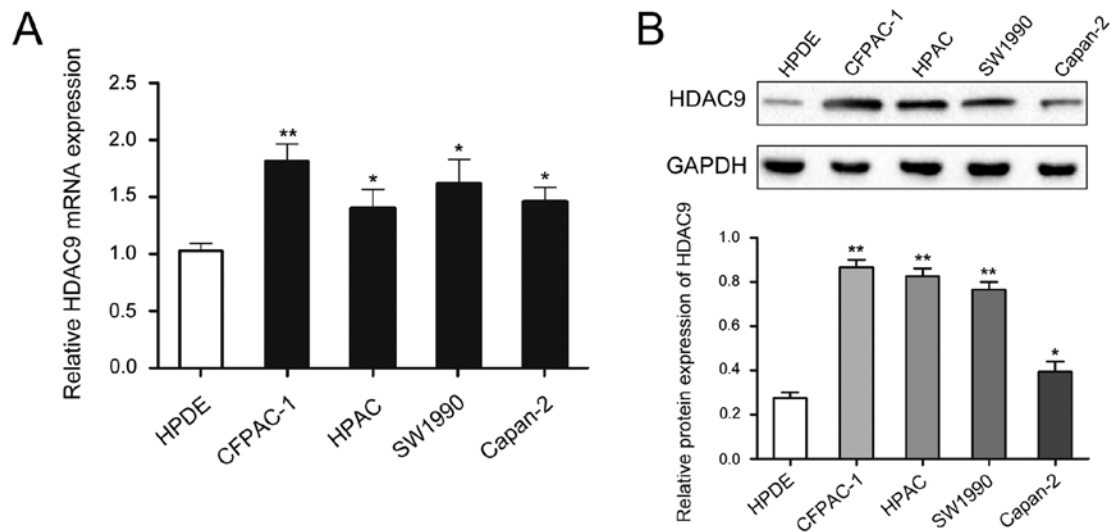 A
Relative HDAC9 mRNA expression
2.5
2.0
1.5
1.0
0.5
0.0
**
*
*
*
HPDE
CFPAC-1
HPAC
SW1990
Capan-2
B
HPDE
CFPAC-1
HPAC
SW1990
Capan-2
HDAC9
GAPDH
Relative protein expression of HDAC9
1.0
0.8
0.6
0.4
0.2
0.0
**
**
**
*
HPDE
CFPAC-1
HPAC
SW1990
Capan-2